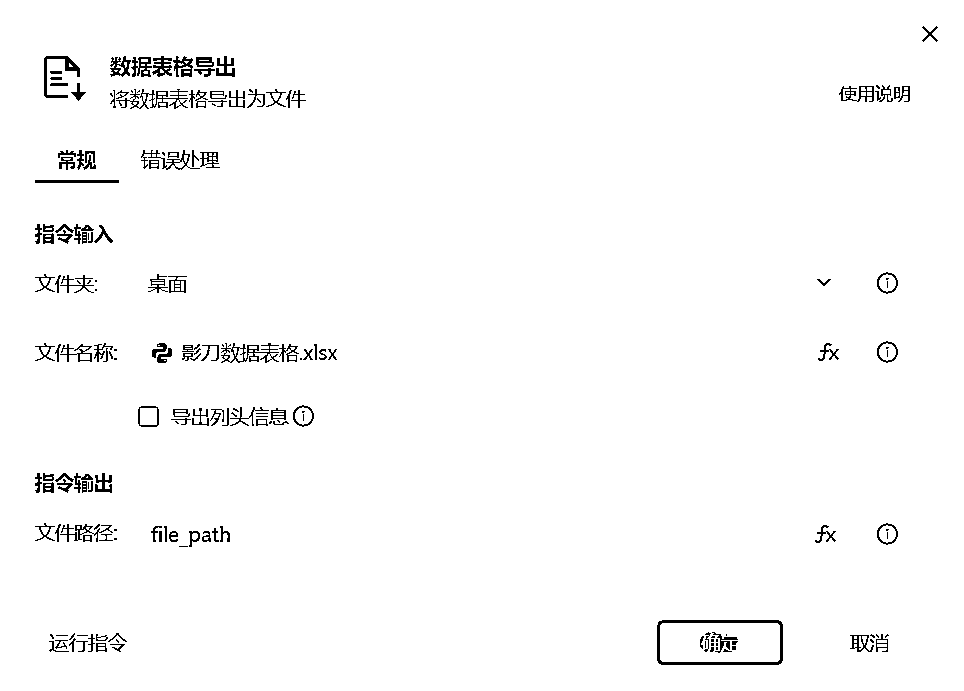 数据表格导出
将数据表格导出为文件
使用说明
常规 错误处理
指令输入
文件夹: 桌面
文件名称: 影刀数据表格.xlsx fx
导出列头信息
指令输出
文件路径: file_path fx
运行指令 确定 取消